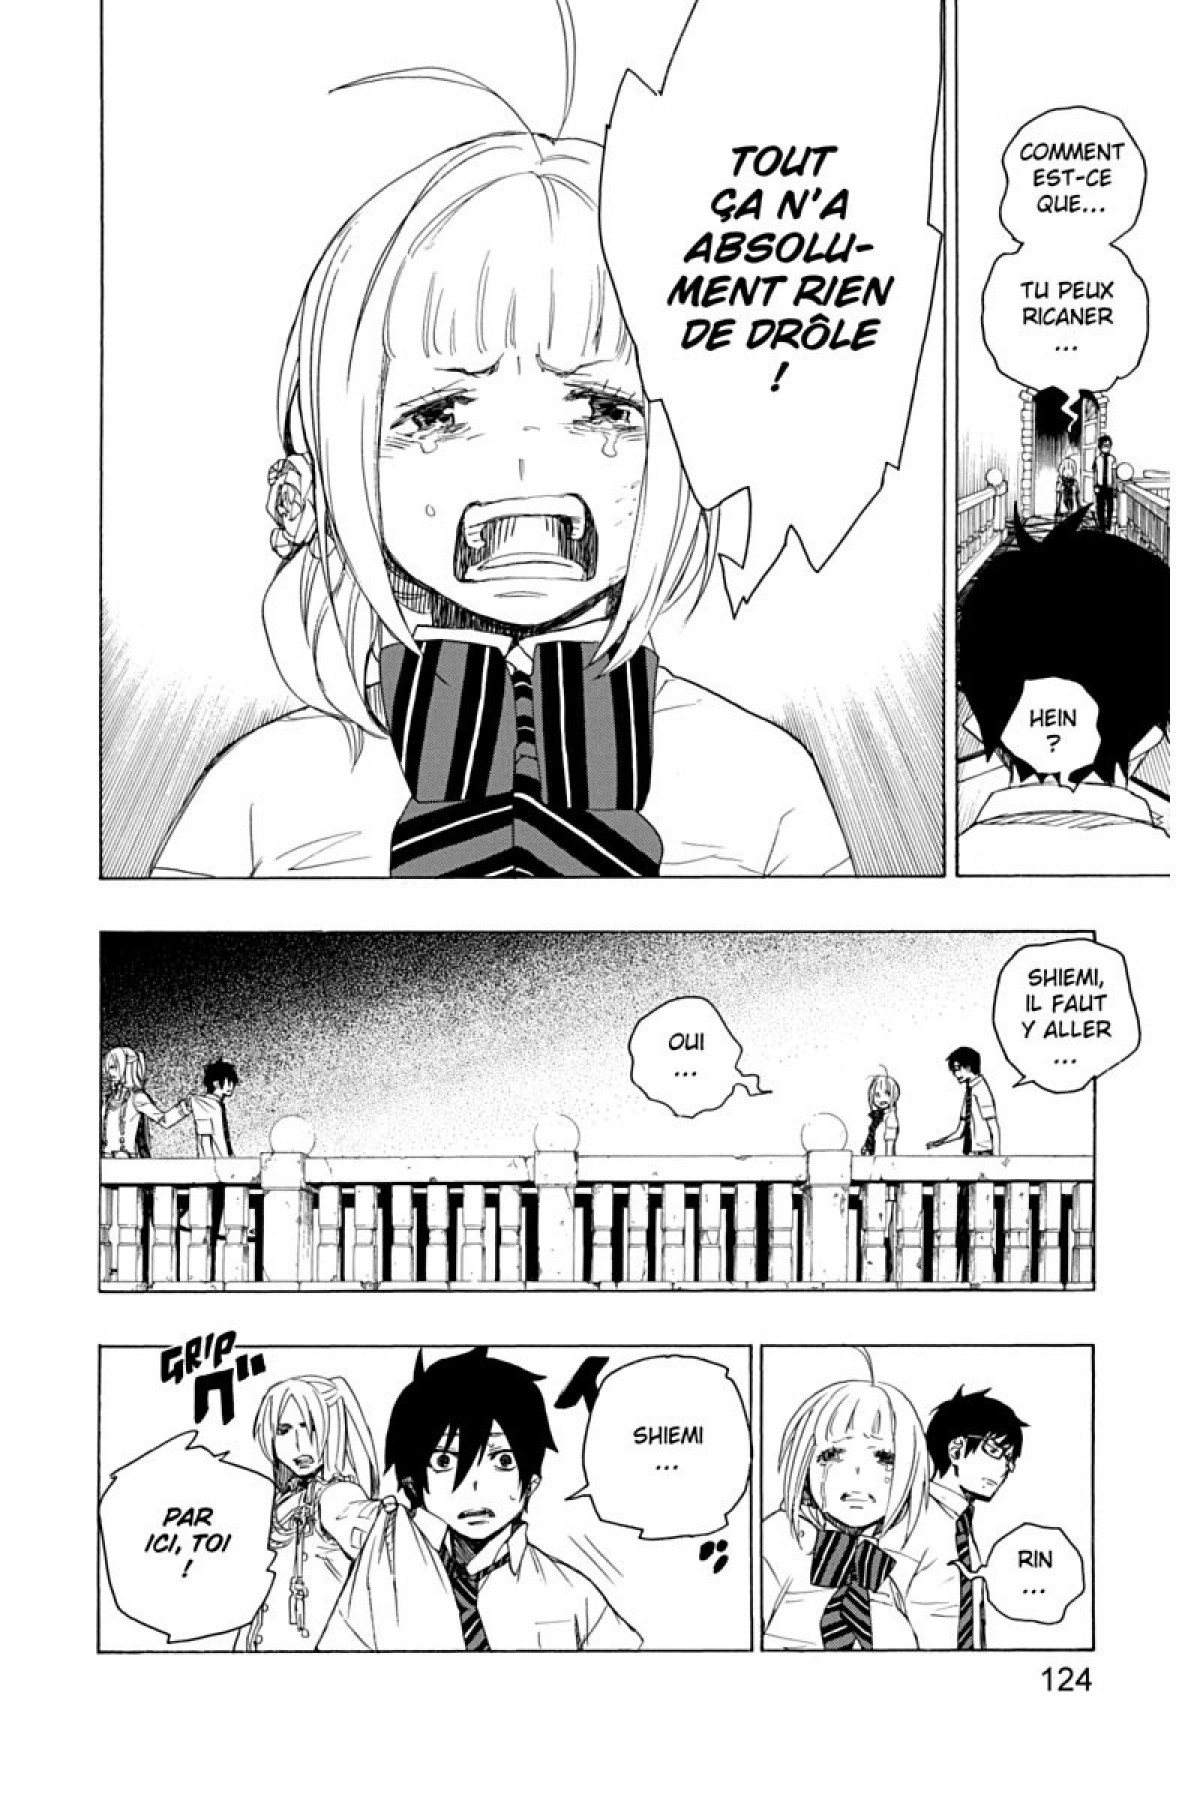 COMMENT
EST-CE
QUE...
TU PEUX
RICANER
...
HEIN
?
TOUT
ÇA N'A
ABSOLU-
MENT RIEN
DE DRÔLE
!
SHIEMI,
IL FAUT
Y ALLER
...
OUI
...
RIN
...
SHIEMI
...
GRIP
PAR
ICI, TOI
!
124